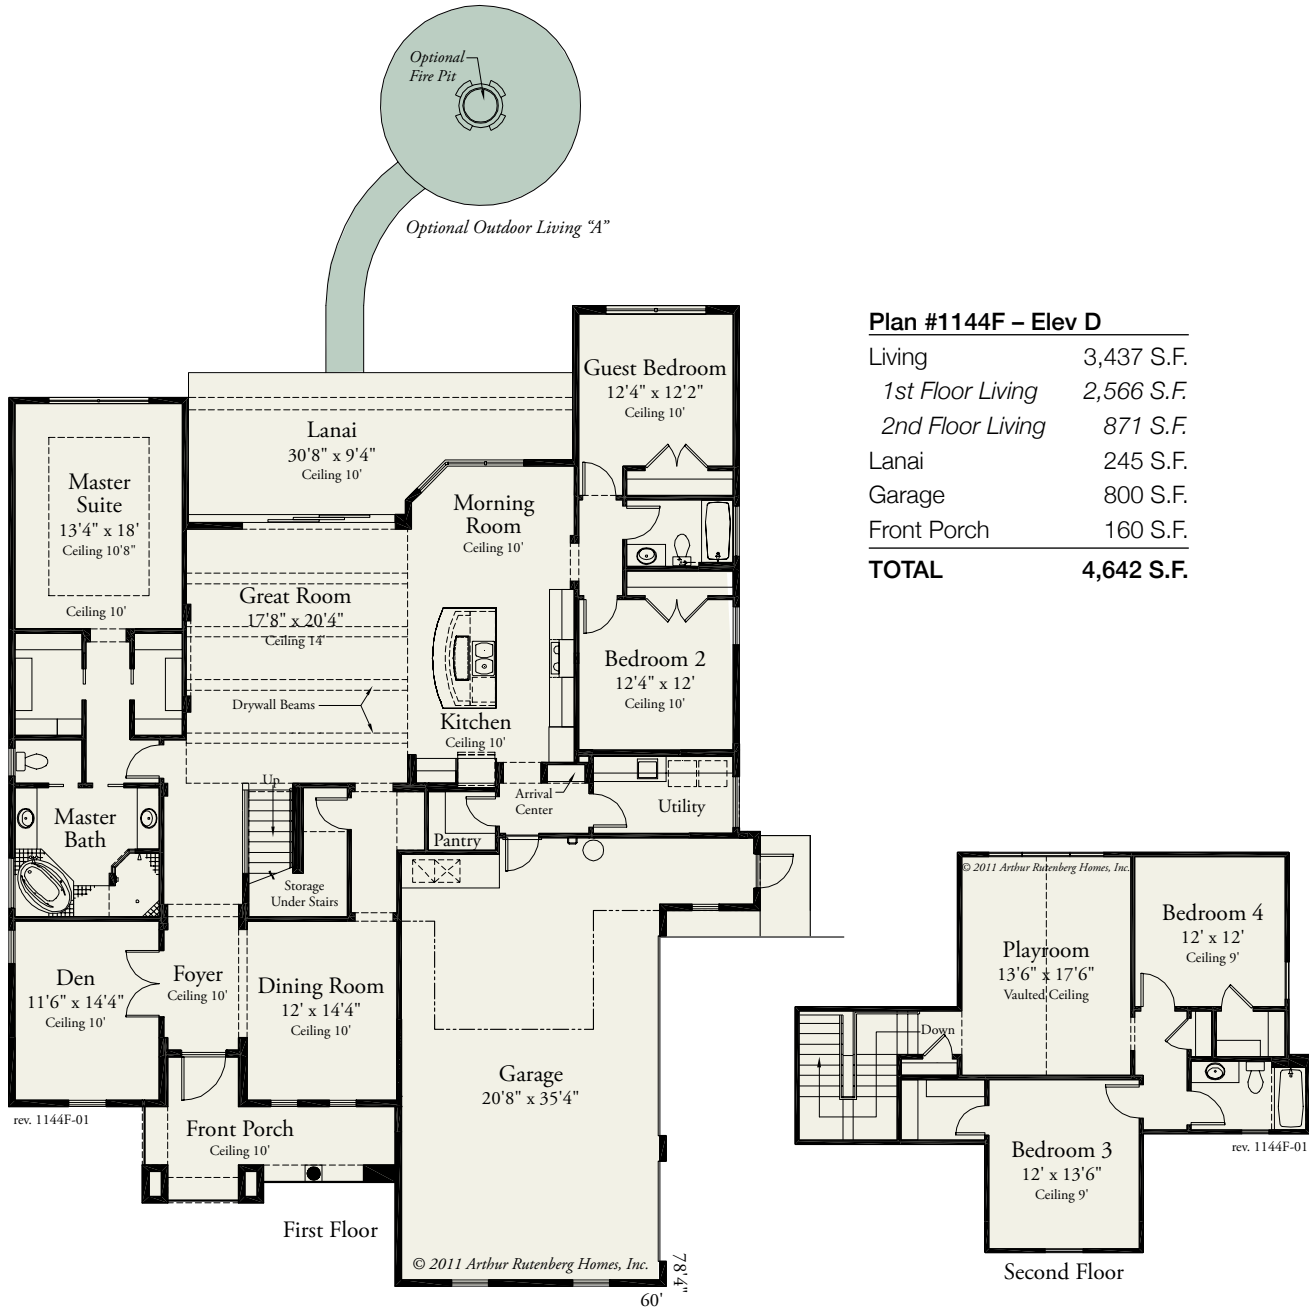 Optional
Fire Pit
Optional Outdoor Living “A”
Plan #1144F – Elev D
Living 3,437 S.F.
1st Floor Living 2,566 S.F.
2nd Floor Living 871 S.F.
Lanai 245 S.F.
Garage 800 S.F.
Front Porch 160 S.F.
TOTAL 4,642 S.F.
Guest Bedroom
12'4" x 12'2"
Ceiling 10'
Lanai
30'8" x 9'4"
Ceiling 10'
Master
Suite
13'4" x 18'
Ceiling 10'8"
Ceiling 10'
Morning
Room
Ceiling 10'
Great Room
17'8" x 20'4"
Ceiling 14'
Drywall Beams
Bedroom 2
12'4" x 12'
Ceiling 10'
Kitchen
Ceiling 10'
Up
Arrival
Center
Utility
Pantry
Master
Bath
Storage
Under Stairs
Den
11'6" x 14'4"
Ceiling 10'
Foyer
Ceiling 10'
Dining Room
12' x 14'4"
Ceiling 10'
Garage
20'8" x 35'4"
rev. 1144F-01
Front Porch
Ceiling 10'
First Floor
© 2011 Arthur Rutenberg Homes, Inc.
78'4"
60'
© 2011 Arthur Rutenberg Homes, Inc.
Bedroom 4
12' x 12'
Ceiling 9'
Playroom
13'6" x 17'6"
Vaulted Ceiling
Down
Bedroom 3
12' x 13'6"
Ceiling 9'
rev. 1144F-01
Second Floor